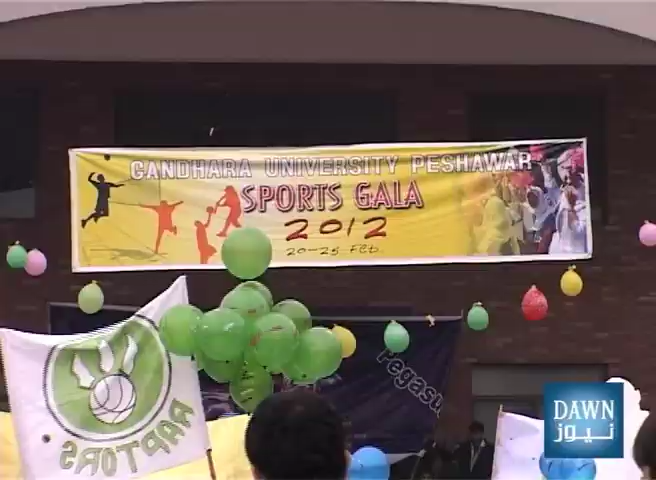 GANDHARA UNIVERSITY PESHAWAR
SPORTS GALA
2012
20-25 Feb.
Pegasu
RAPTORS
DAWN
نیوز